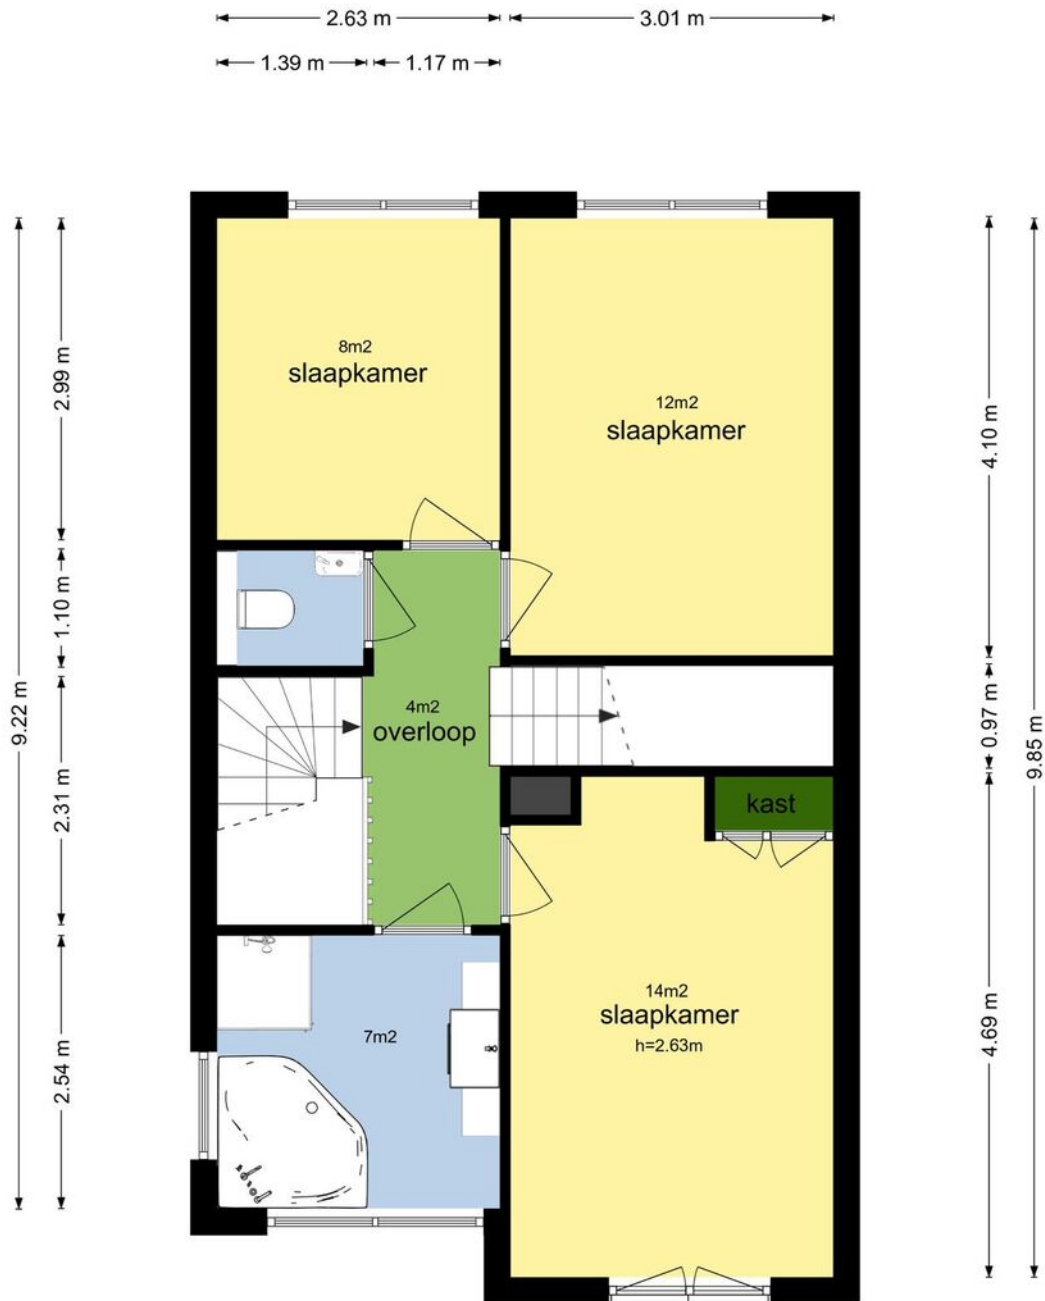 2.63 m
3.01 m
1.39 m
1.17 m
8m2
slaapkamer
12m2
slaapkamer
2.99 m
4.10 m
1.10 m
4m2
overloop
9.22 m
0.97 m
9.85 m
2.31 m
kast
14m2
slaapkamer
h=2.63m
7m2
4.69 m
2.54 m